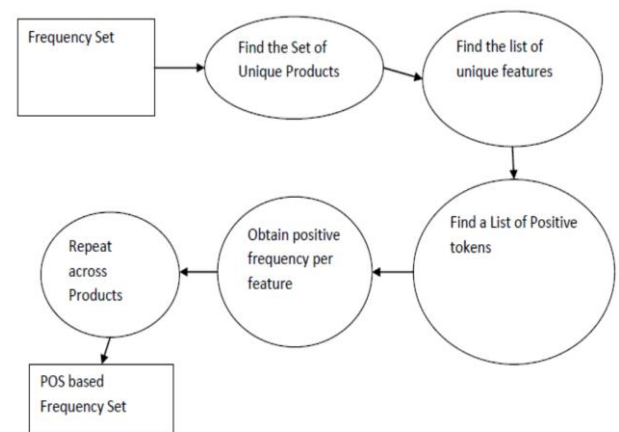 Frequency Set
Find the Set of
Unique Products
Find the list of
unique features
Find a List of Positive
tokens
Obtain positive
frequency per
feature
Repeat
across
Products
POS based
Frequency Set